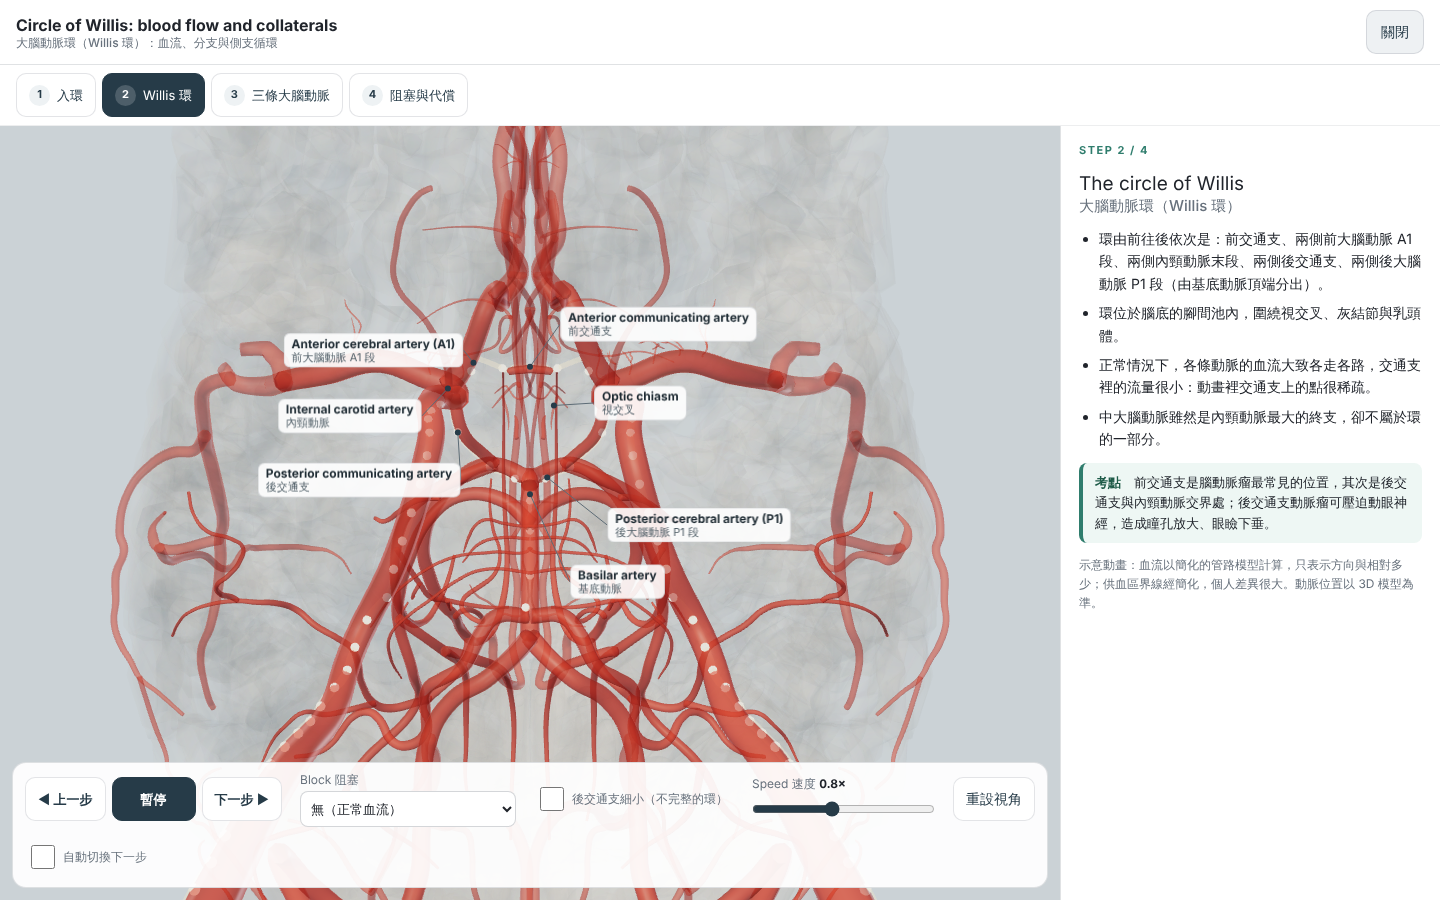 Circle of Willis: blood flow and collaterals
大腦動脈環（Willis 環）：血流、分支與側支循環
關閉
1 入環
2 Willis 環
3 三條大腦動脈
4 阻塞與代償
Anterior communicating artery
前交通支
Anterior cerebral artery (A1)
前大腦動脈 A1 段
Optic chiasm
視交叉
Internal carotid artery
內頸動脈
Posterior communicating artery
後交通支
Posterior cerebral artery (P1)
後大腦動脈 P1 段
Basilar artery
基底動脈
◀ 上一步
暫停
下一步 ▶
Block 阻塞
無（正常血流）
後交通支細小（不完整的環）
Speed 速度 0.8×
重設視角
自動切換下一步
STEP 2 / 4
The circle of Willis
大腦動脈環（Willis 環）
環由前往後依次是：前交通支、兩側前大腦動脈 A1
段、兩側內頸動脈末段、兩側後交通支、兩側後大腦
動脈 P1 段（由基底動脈頂端分出）。
環位於腦底的腳間池內，圍繞視交叉、灰結節與乳頭
體。
正常情況下，各條動脈的血流大致各走各路，交通支
裡的流量很小：動畫裡交通支上的點很稀疏。
中大腦動脈雖然是內頸動脈最大的終支，卻不屬於環
的一部分。
考點 前交通支是腦動脈瘤最常見的位置，其次是後交
通支與內頸動脈交界處；後交通支動脈瘤可壓迫動眼神
經，造成瞳孔放大、眼瞼下垂。
示意動畫：血流以簡化的管路模型計算，只表示方向與相對多
少；供血區界線經簡化，個人差異很大。動脈位置以 3D 模型為
準。